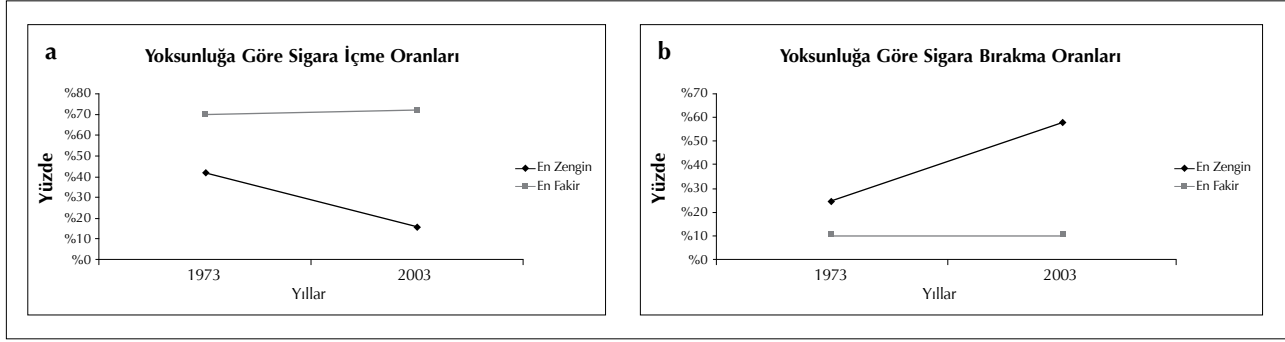 a
Yoksunluğa Göre Sigara İçme Oranları
%80
%70
%60
%50
%40
%30
%20
%10
%0
Yüzde
1973
2003
Yıllar
En Zengin
En Fakir
b
Yoksunluğa Göre Sigara Bırakma Oranları
%70
%60
%50
%40
%30
%20
%10
%0
Yüzde
1973
2003
Yıllar
En Zengin
En Fakir